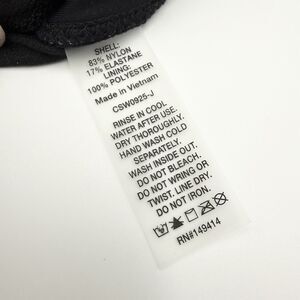 SHELL:
83% NYLON
17% ELASTANE
LINING:
100% POLYESTER
Made in Vietnam
CSW0925-J
RINSE IN COOL
WATER AFTER USE.
DRY THOROUGHLY.
HAND WASH COLD
WASH INSIDE OUT.
DO NOT BLEACH.
DO NOT WRING OR
TWIST. LINE DRY.
DO NOT IRON.
RN#149414